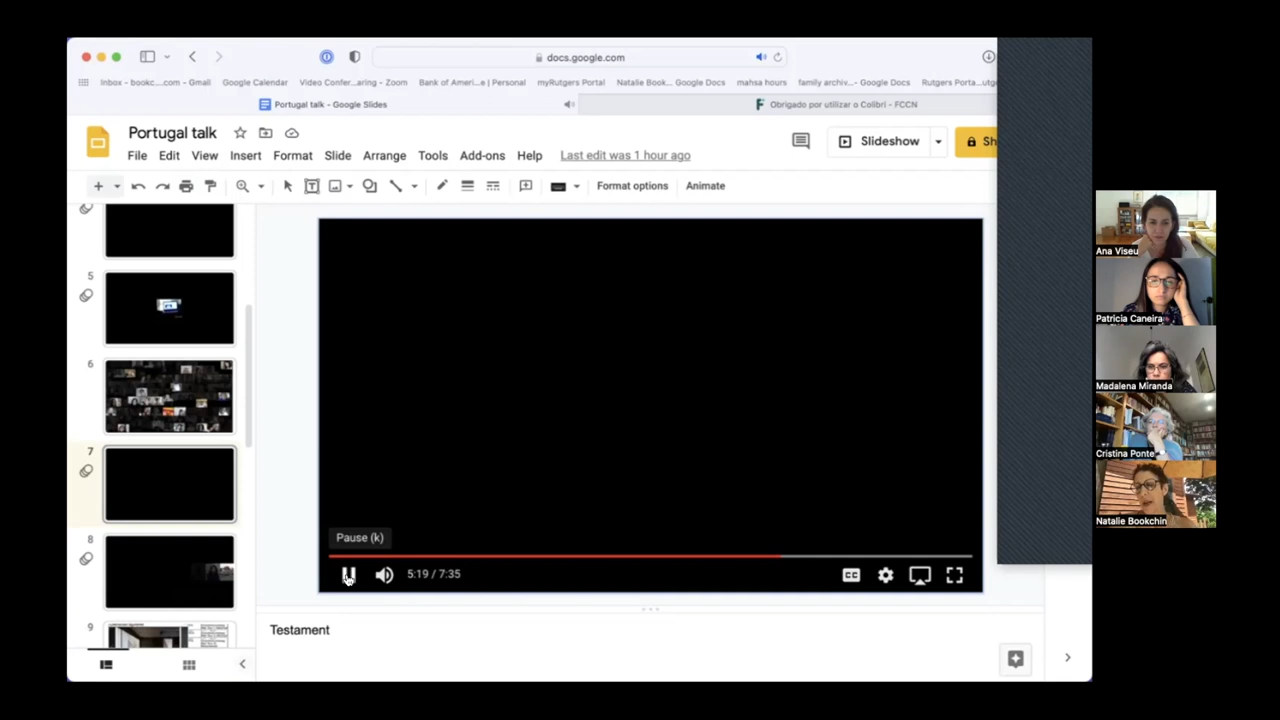 docs.google.com
Inbox - bookc....com - Gmail Google Calendar Video Confer...aring - Zoom Bank of Ameri...e | Personal myRutgers Portal Natalie Book... Google Docs mahsa hours family archiv...- Google Docs Rutgers Porta...utge
Portugal talk - Google Slides
Obrigado por utilizar o Colibri - FCCN
Portugal talk
Slideshow
Sh
File Edit View Insert Format Slide Arrange Tools Add-ons Help Last edit was 1 hour ago
Format options Animate
5
6
7
8
9
Pause (k)
5:19 / 7:35
CC
Testament
Ana Viseu
Patricia Caneira
Madalena Miranda
Cristina Ponte
Natalie Bookchin